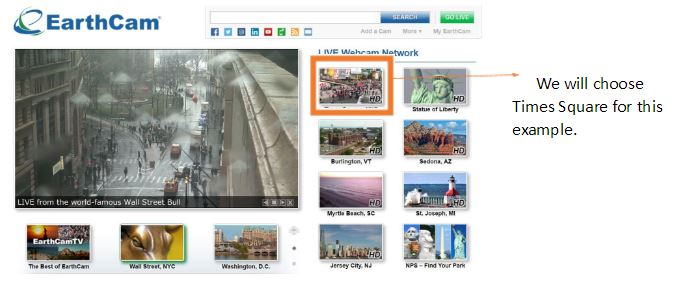 EarthCam®
SEARCH
GO LIVE
Add a Cam More ▾ My EarthCam
LIVE Webcam Network
HD
HD
Statue of Liberty
We will choose
Times Square for this
example.
HD
HD
Burlington, VT
Sedona, AZ
HD
HD
Myrtle Beach, SC
St. Joseph, MI
LIVE from the world-famous Wall Street Bull
EarthCamTV
The Best of EarthCam
Wall Street, NYC
Washington, D.C.
HD
Jersey City, NJ
NPS – Find Your Park